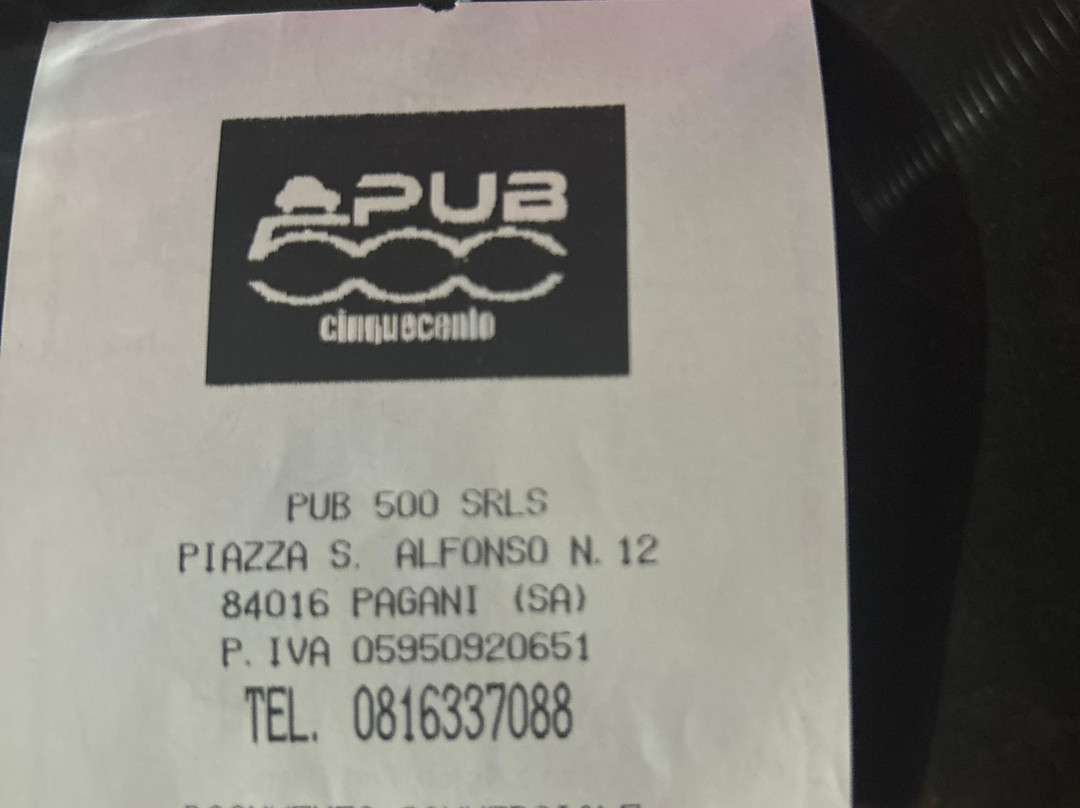 PUB
cinquecento
PUB 500 SRLS
PIAZZA S. ALFONSO N. 12
84016 PAGANI (SA)
P. IVA 05950920651
TEL. 0816337088